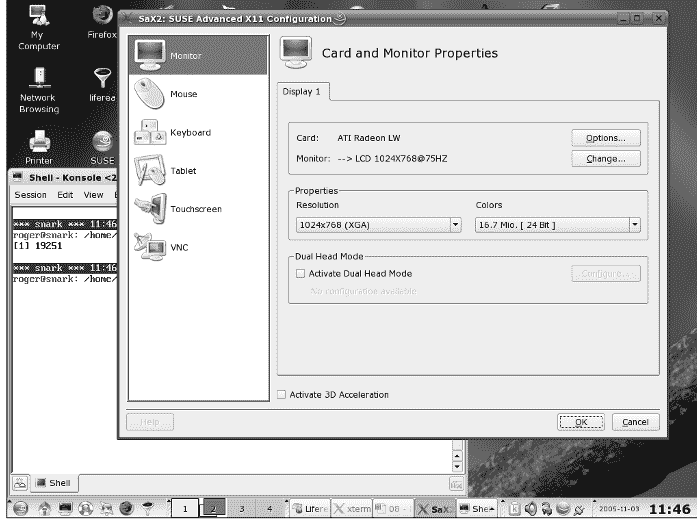 My
Computer
Firefox
Network
Browsing
liferea
Printer
SUSE
SaX2: SUSE Advanced X11 Configuration
Monitor
Mouse
Keyboard
Tablet
Touchscreen
VNC
Card and Monitor Properties
Display 1
Card: ATI Radeon LW
Options...
Monitor: --> LCD 1024X768@75HZ
Change...
Properties
Resolution
Colors
1024x768 (XGA)
16.7 Mio. [ 24 Bit ]
Dual Head Mode
Activate Dual Head Mode
Configure...
No configuration available
Activate 3D Acceleration
Help...
OK
Cancel
Shell - Konsole <2
Session Edit View
*** snark *** 11:46
roger@snark: /home/
[1] 19251
*** snark *** 11:46
roger@snark: /home/
Shell
1 2 3 4
Lifere
xterm
08 -
SaX
She
2005-11-03
11:46